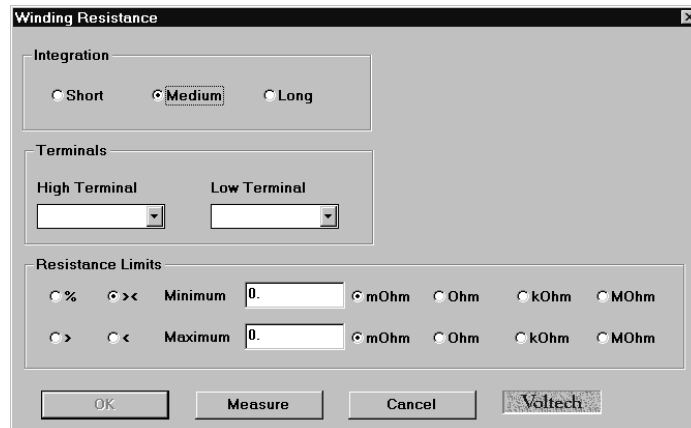 Winding Resistance
Integration
Short Medium Long
Terminals
High Terminal Low Terminal
Resistance Limits
% >< Minimum 0. mOhm Ohm kOhm MOhm
> < Maximum 0. mOhm Ohm kOhm MOhm
OK Measure Cancel Voltech